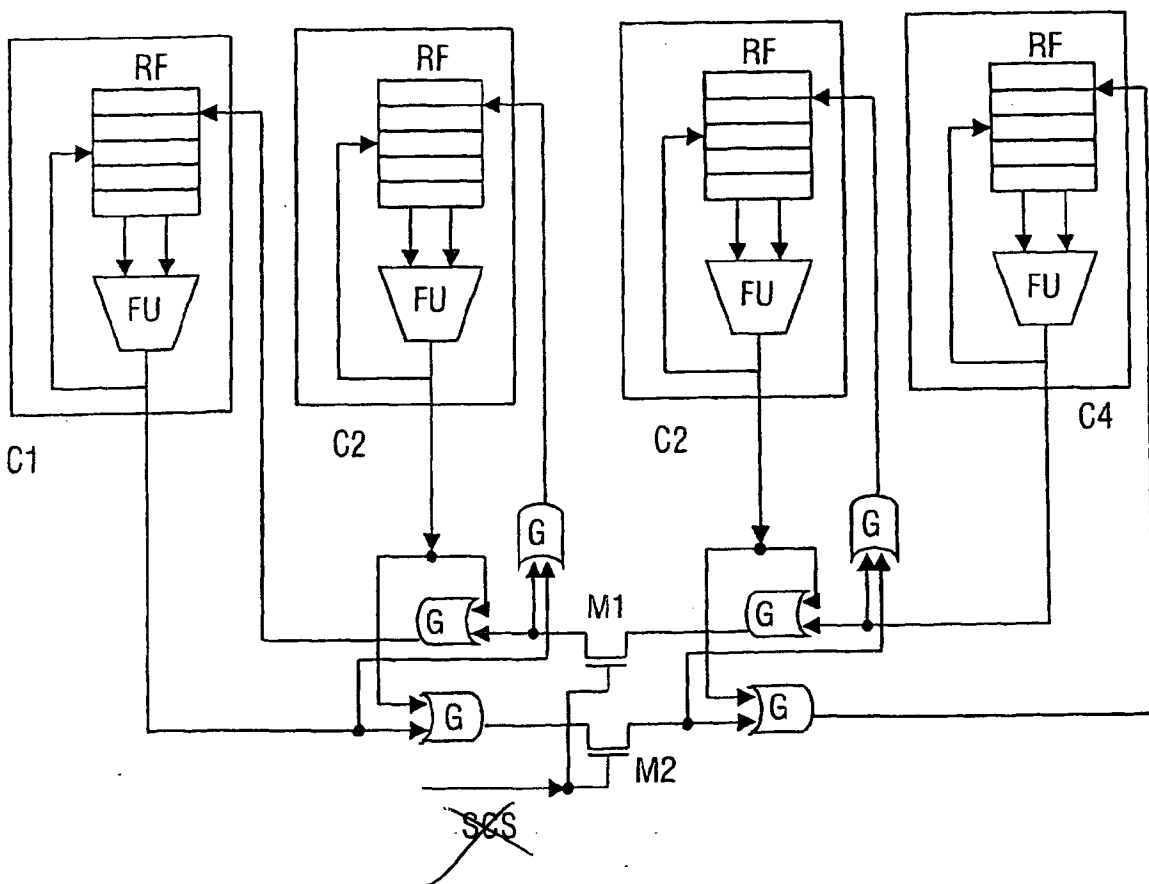 RF RF RF RF
FU FU FU FU
C1 C2 C2 C4
G G
G M1 G
G G
M2
SCS